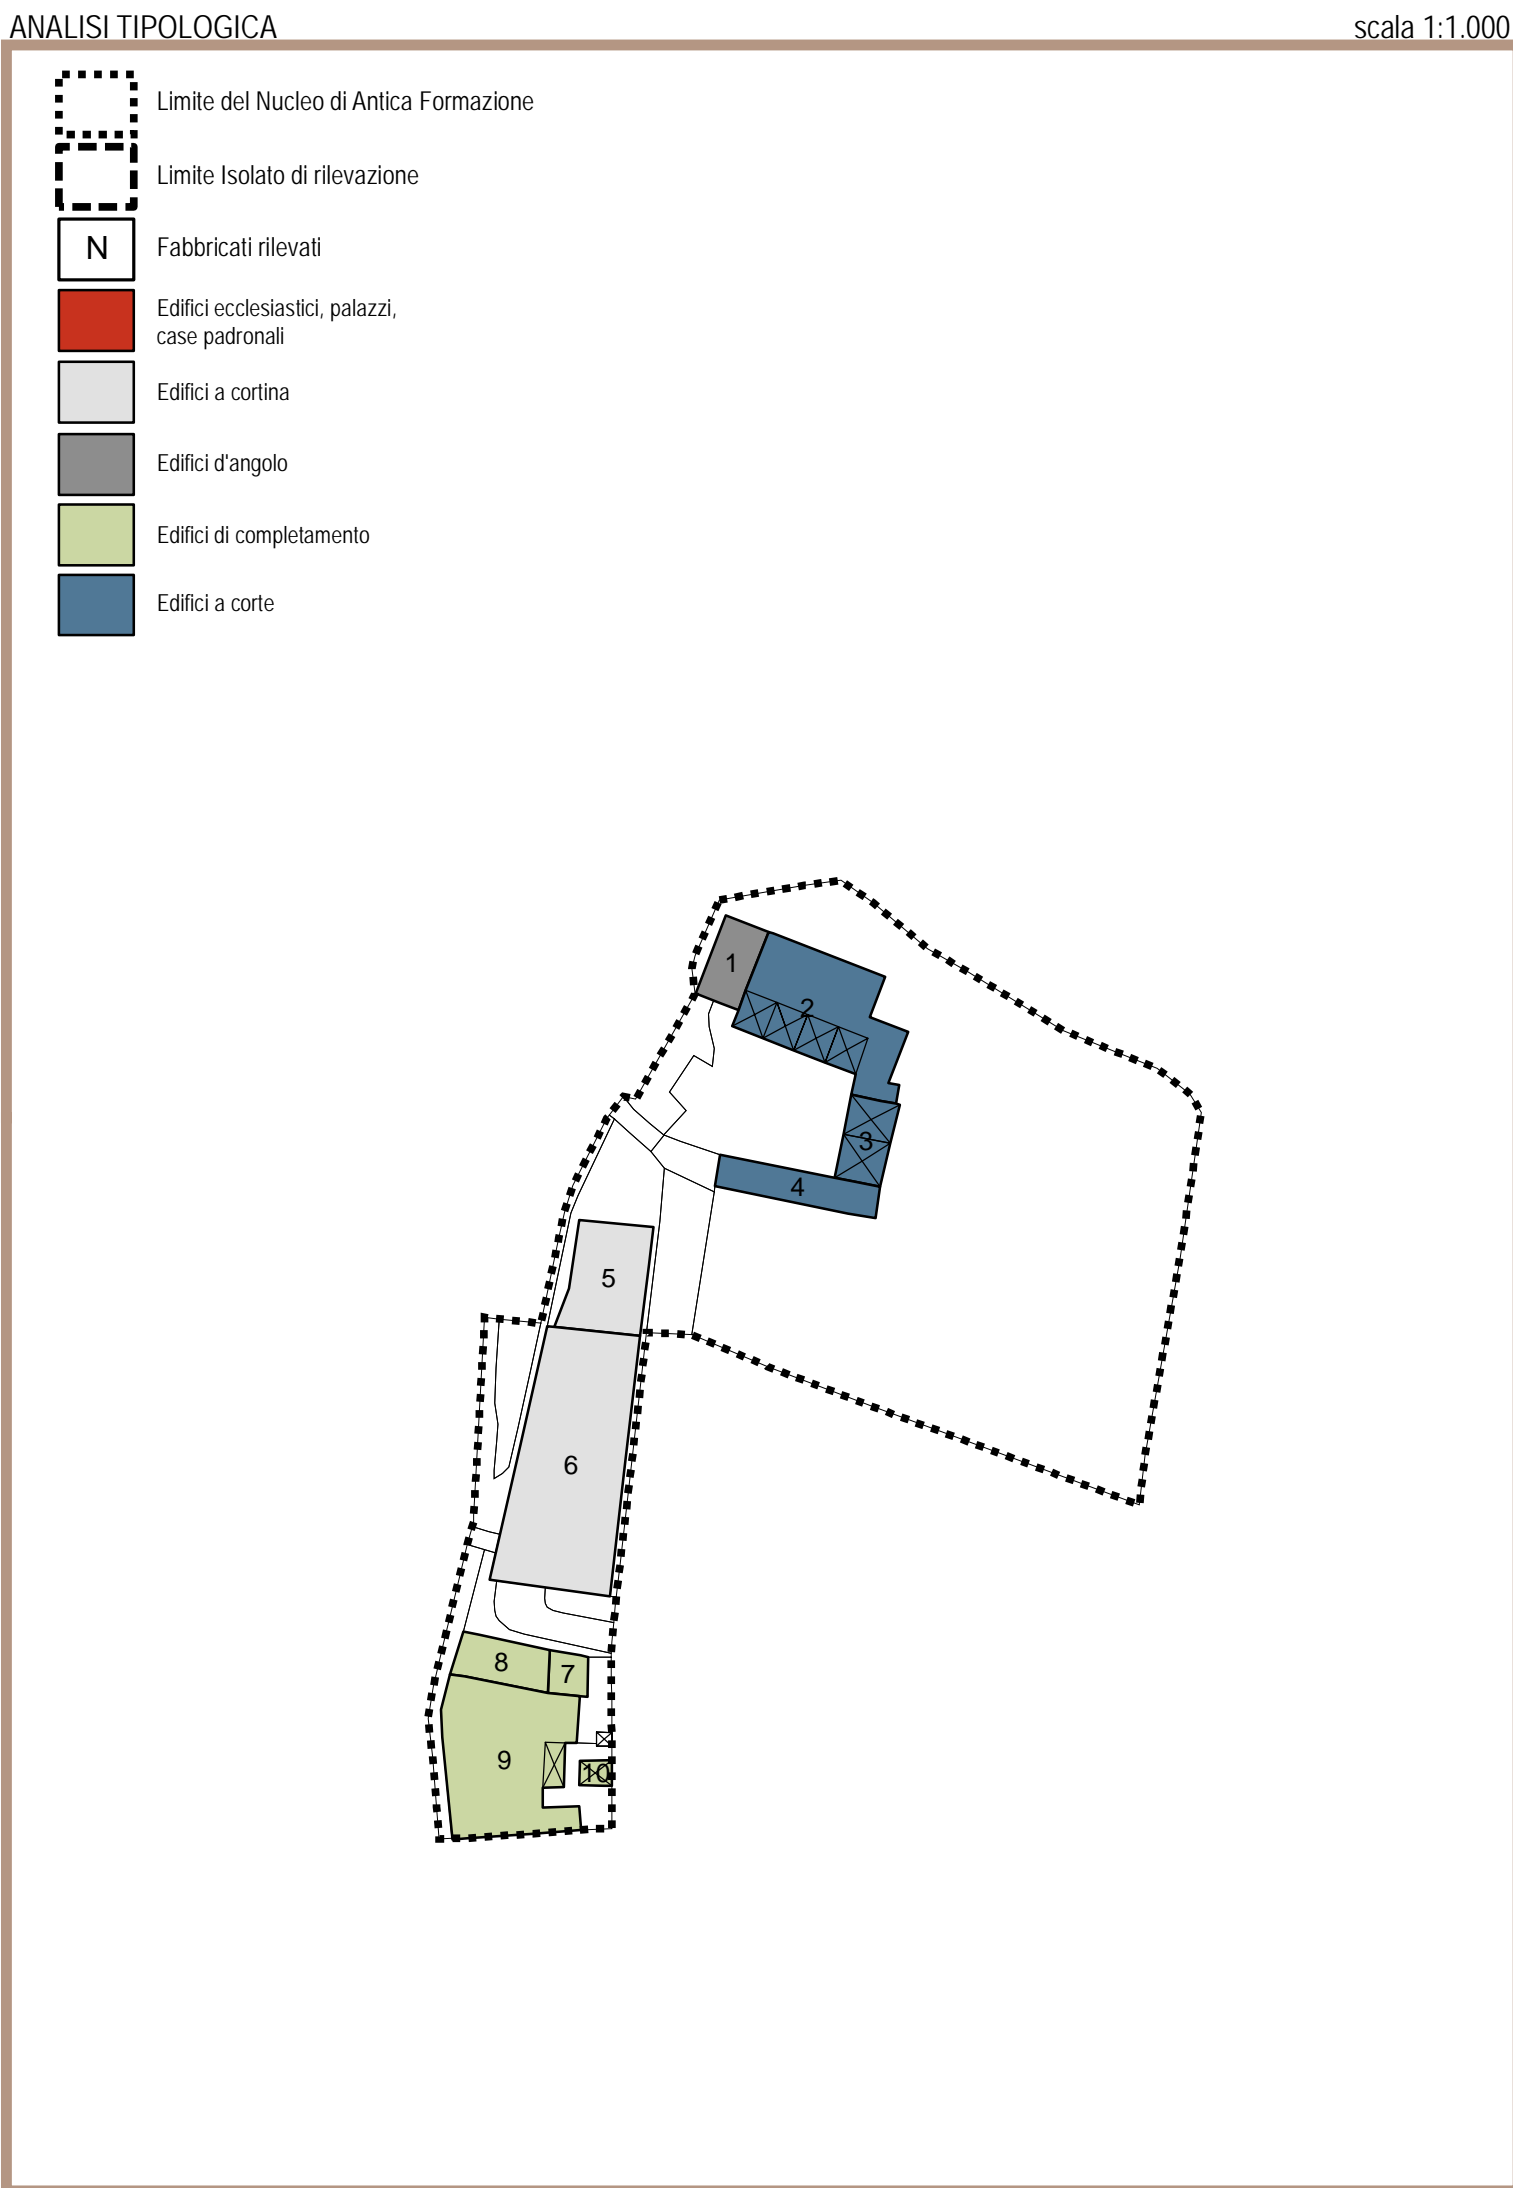 ANALISI TIPOLOGICA
scala 1:1.000
Limite del Nucleo di Antica Formazione
Limite Isolato di rilevazione
N
Fabbricati rilevati
Edifici ecclesiastici, palazzi,
case padronali
Edifici a cortina
Edifici d'angolo
Edifici di completamento
Edifici a corte
1
2
3
4
5
6
8
7
9
10